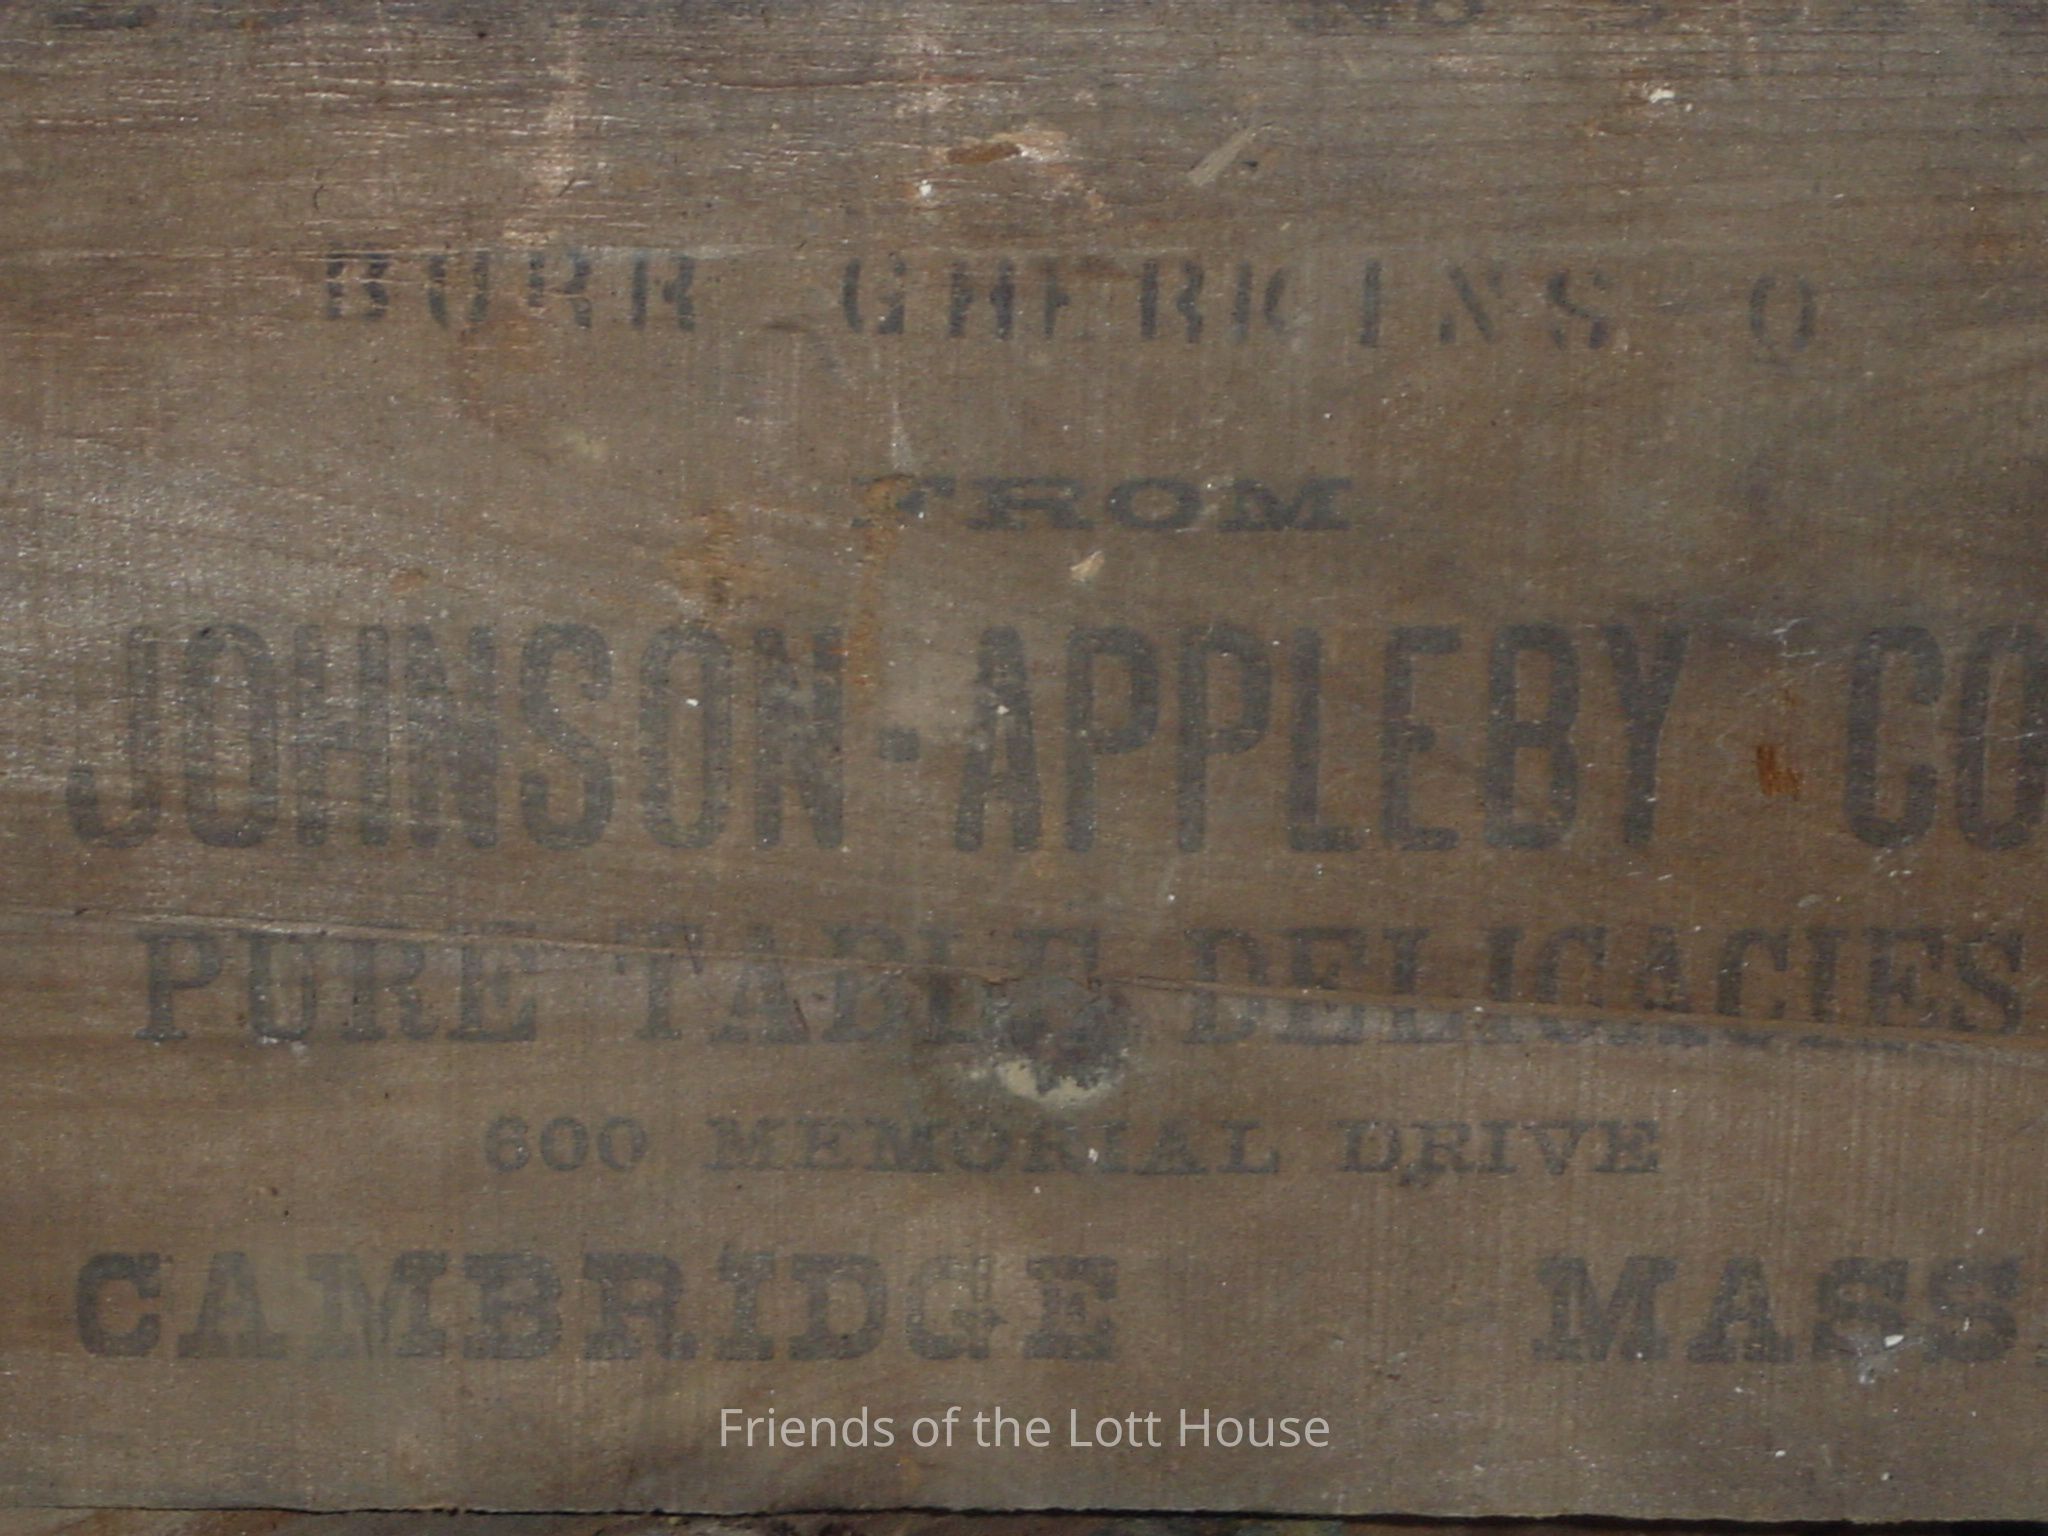 BURR GHERKINS Q
FROM
JOHNSON-APPLEBY CO
PURE TABLE DELICACIES
600 MEMORIAL DRIVE
CAMBRIDGE MASS.
Friends of the Lott House